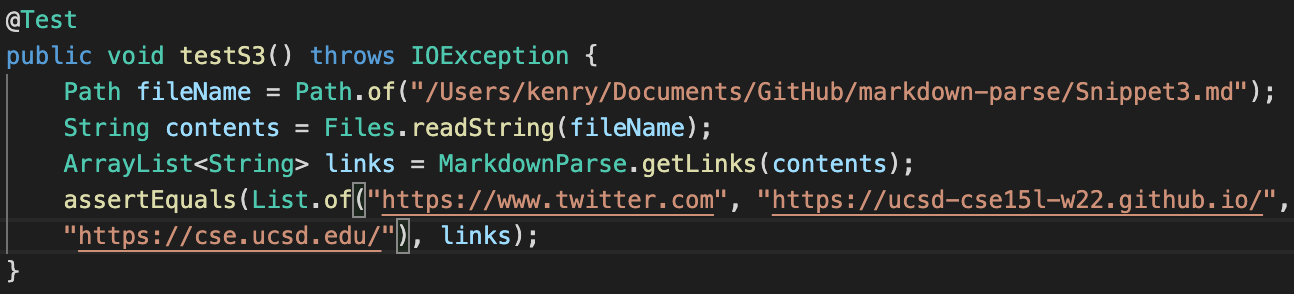 @Test
public void testS3() throws IOException {
    Path fileName = Path.of("/Users/kenry/Documents/GitHub/markdown-parse/Snippet3.md");
    String contents = Files.readString(fileName);
    ArrayList<String> links = MarkdownParse.getLinks(contents);
    assertEquals(List.of("https://www.twitter.com", "https://ucsd-cse15l-w22.github.io/",
    "https://cse.ucsd.edu/"), links);
}